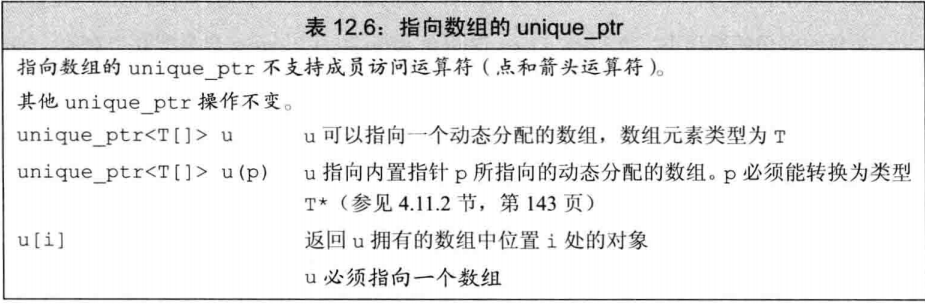 表 12.6：指向数组的 unique_ptr
指向数组的 unique_ptr 不支持成员访问运算符（点和箭头运算符）。
其他 unique_ptr 操作不变。
unique_ptr<T[]> u u 可以指向一个动态分配的数组，数组元素类型为 T
unique_ptr<T[]> u(p) u 指向内置指针 p 所指向的动态分配的数组。p 必须能转换为类型
T*（参见 4.11.2 节，第 143 页）
u[i] 返回 u 拥有的数组中位置 i 处的对象
u 必须指向一个数组